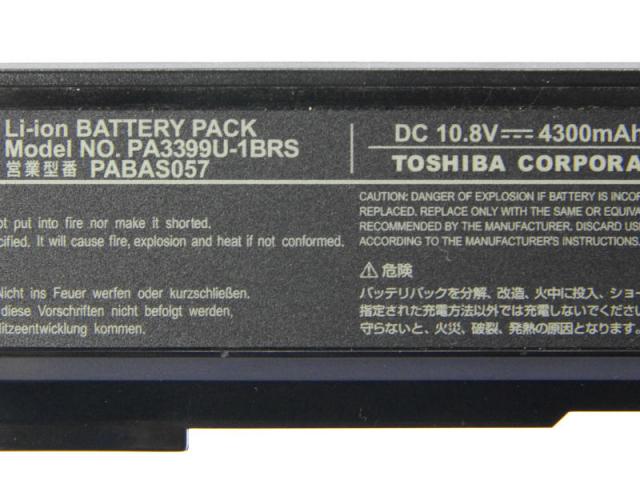 Li-ion BATTERY PACK
Model NO. PA3399U-1BRS
営業型番 PABAS057
DC 10.8V⎓4300mAh
TOSHIBA CORPORA
put into fire nor make it shorted.
cified. It will cause fire, explosion and heat if not conformed.
Nicht ins Feuer werfen oder kurzschließen.
diese Vorschriften nicht befolgt werden,
litzeentwicklung kommen.
CAUTION: DANGER OF EXPLOSION IF BATTERY IS INCOR
REPLACED. REPLACE ONLY WITH THE SAME OR EQUIVA
RECOMMENDED BY THE MANUFACTURER. DISCARD USE
ACCORDING TO THE MANUFACTURER'S INSTRUCTIONS.
⚠危険
バッテリパックを分解、改造、火中に投入、ショー
指定された充電方法以外では充電しないでください
守らないと、火災、破裂、発熱の原因となります。